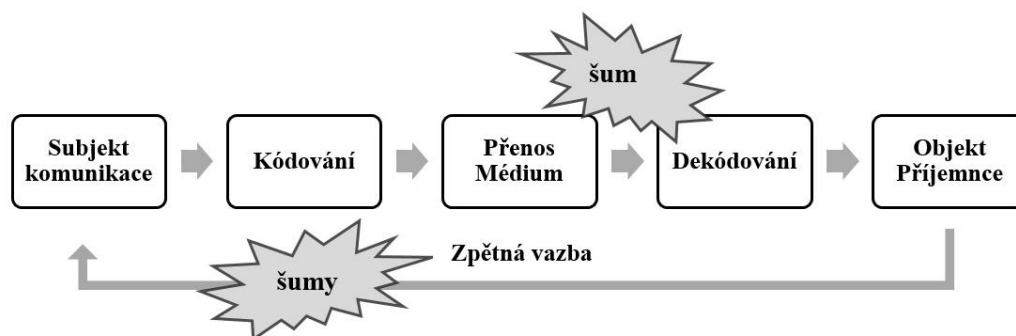 šum
Subjekt
komunikace
Kódování
Přenos
Médium
Dekódování
Objekt
Příjemnce
Zpětná vazba
šumy